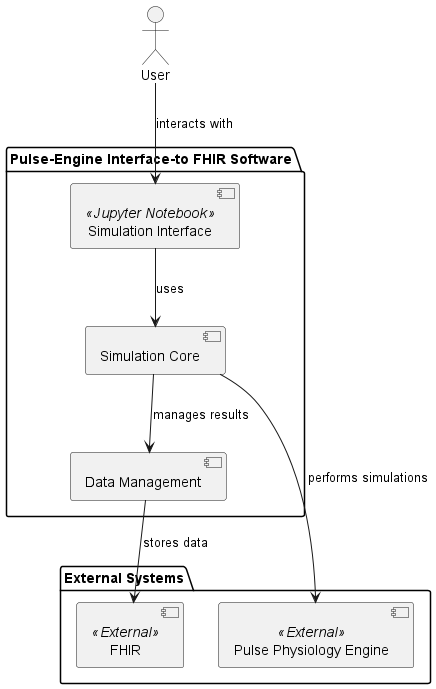 User
interacts with
Pulse-Engine Interface-to FHIR Software
«Jupyter Notebook»
Simulation Interface
uses
Simulation Core
manages results
performs simulations
Data Management
stores data
External Systems
«External»
FHIR
«External»
Pulse Physiology Engine